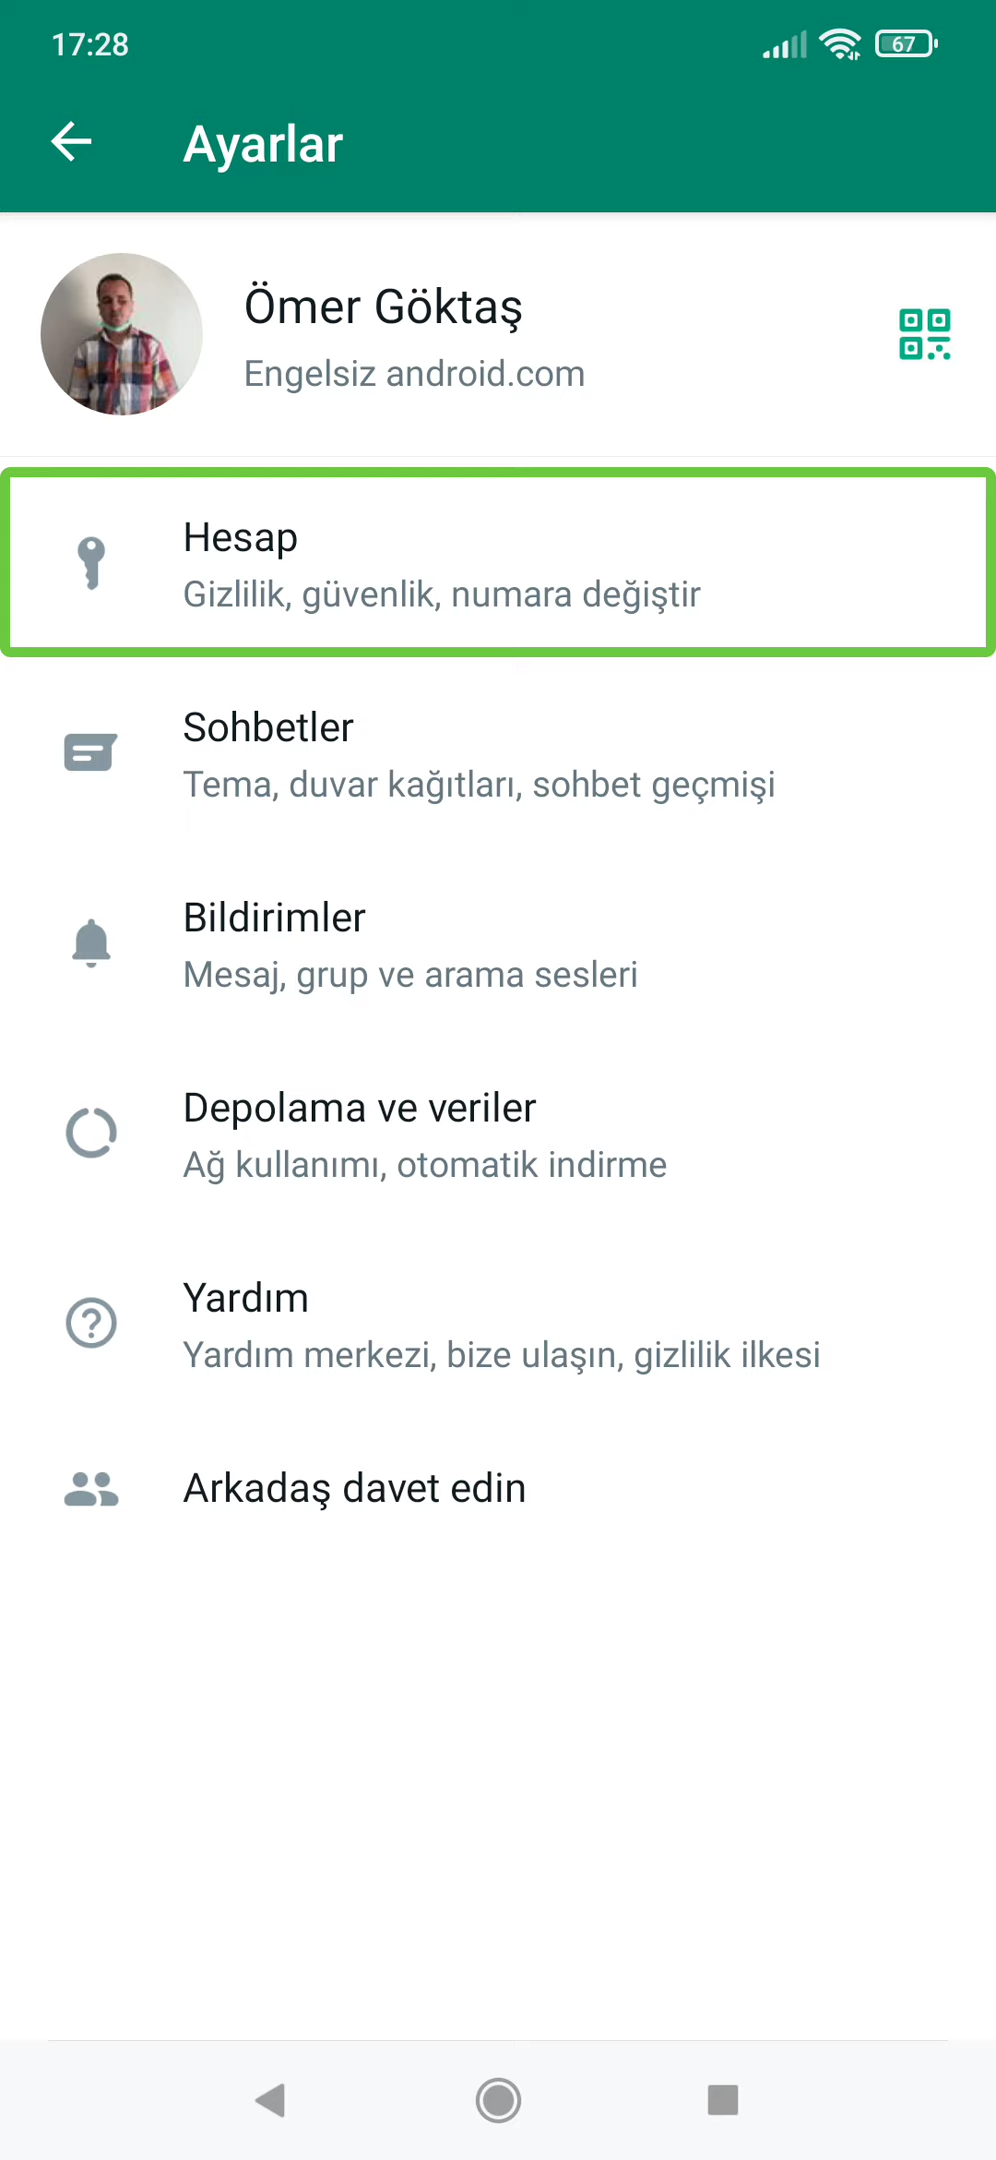 17:28
67
Ayarlar
Ömer Göktaş
Engelsiz android.com
Hesap
Gizlilik, güvenlik, numara değiştir
Sohbetler
Tema, duvar kağıtları, sohbet geçmişi
Bildirimler
Mesaj, grup ve arama sesleri
Depolama ve veriler
Ağ kullanımı, otomatik indirme
Yardım
Yardım merkezi, bize ulaşın, gizlilik ilkesi
Arkadaş davet edin